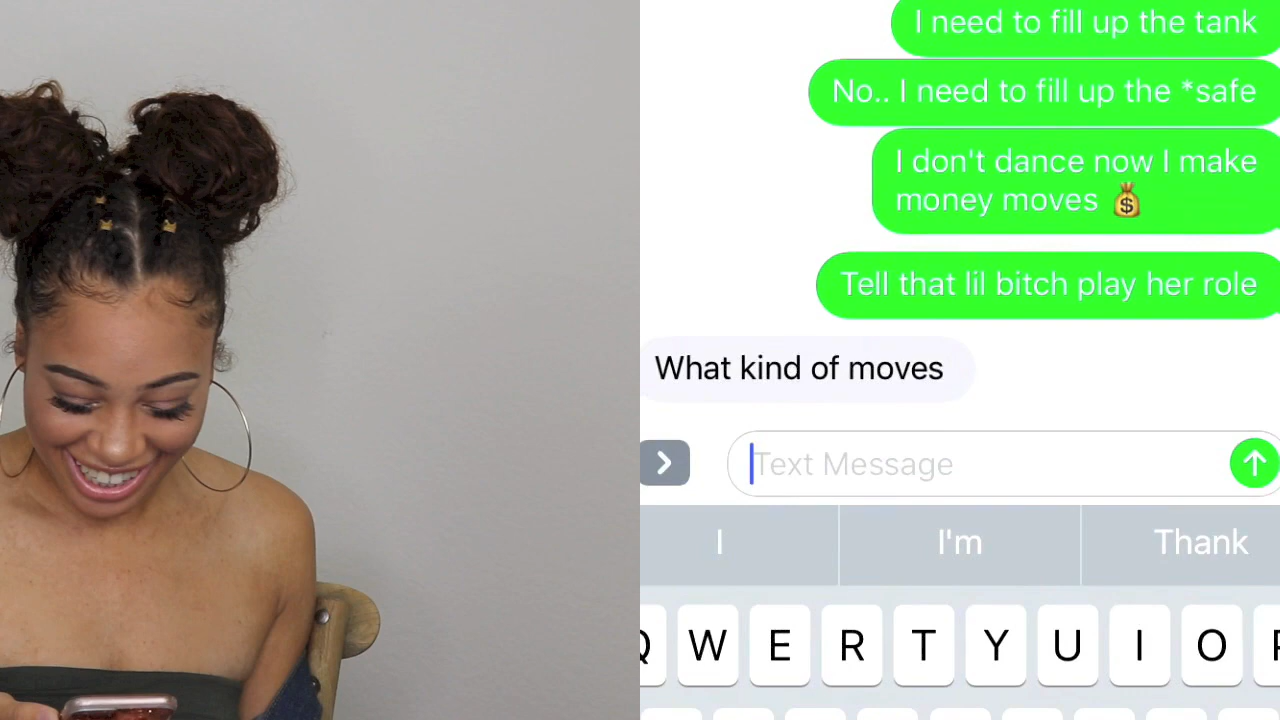 I need to fill up the tank
No.. I need to fill up the *safe
I don't dance now I make
money moves 💰
Tell that lil bitch play her role
What kind of moves
Text Message
I I'm Thank
Q W E R T Y U I O P